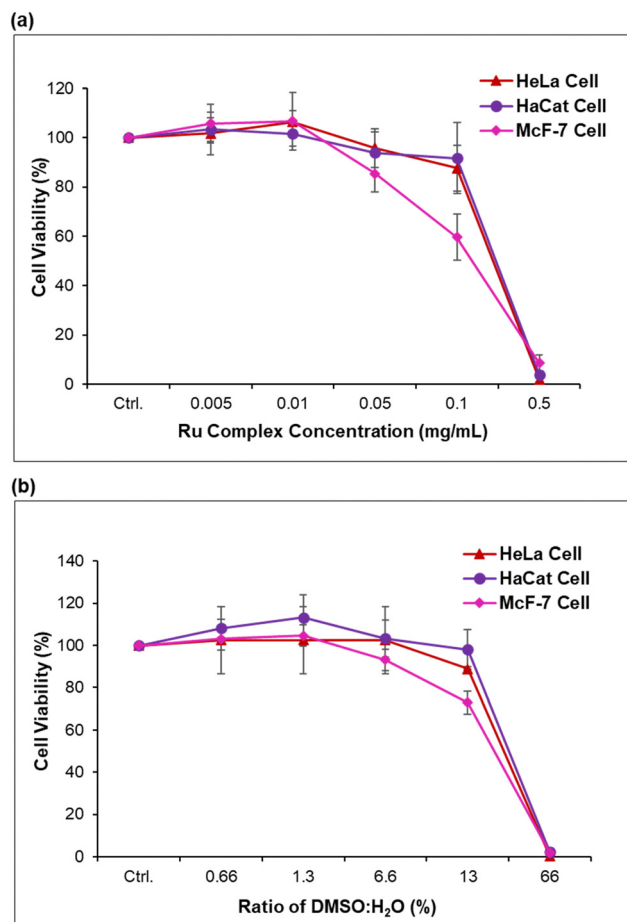 (a)
120
100
80
60
40
20
0
Cell Viability (%)
HeLa Cell
HaCat Cell
McF-7 Cell
Ctrl. 0.005 0.01 0.05 0.1 0.5
Ru Complex Concentration (mg/mL)
(b)
140
120
100
80
60
40
20
0
Cell Viability (%)
HeLa Cell
HaCat Cell
McF-7 Cell
Ctrl. 0.66 1.3 6.6 13 66
Ratio of DMSO:H₂O (%)